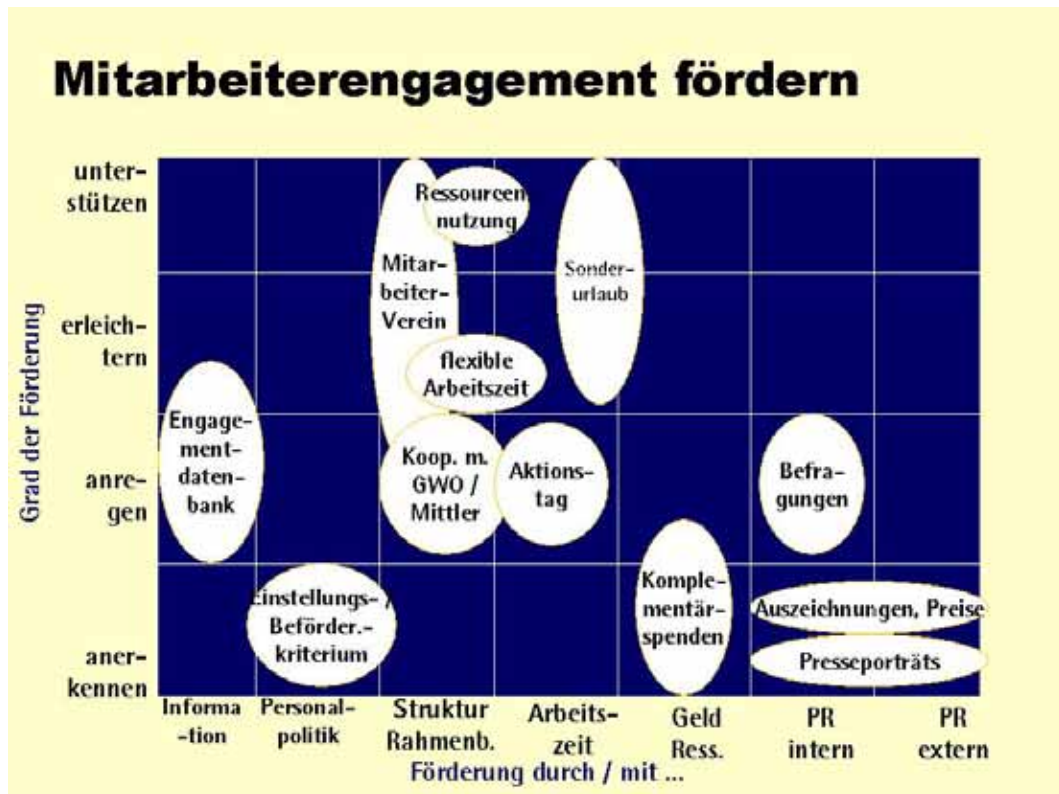 Mitarbeiterengagement fördern
Grad der Förderung
unter-
stützen
erleich-
tern
anre-
gen
aner-
kennen
Ressourcen
nutzung
Mitar-
beiter-
Verein
Sonder-
urlaub
flexible
Arbeitszeit
Engage-
ment-
daten-
bank
Koop. m.
GWO /
Mittler
Aktions-
tag
Befra-
gungen
Einstellungs- /
Beförder.-
kriterium
Komple-
mentär-
spenden
Auszeichnungen, Preise
Presseporträts
Informa
-tion
Personal-
politik
Struktur
Rahmenb.
Arbeits-
zeit
Geld
Ress.
PR
intern
PR
extern
Förderung durch / mit ...